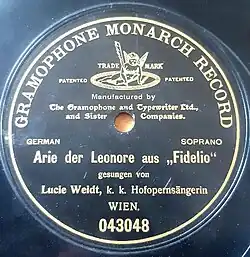 GRAMOPHONE MONARCH RECORD
TRADE MARK
PATENTED PATENTED
Manufactured by
The Gramophone and Typewriter Ltd.,
and Sister Companies.
GERMAN SOPRANO
Arie der Leonore aus „Fidelio“
gesungen von
Lucie Weidt, k. k. Hofopernsängerin
WIEN.
043048